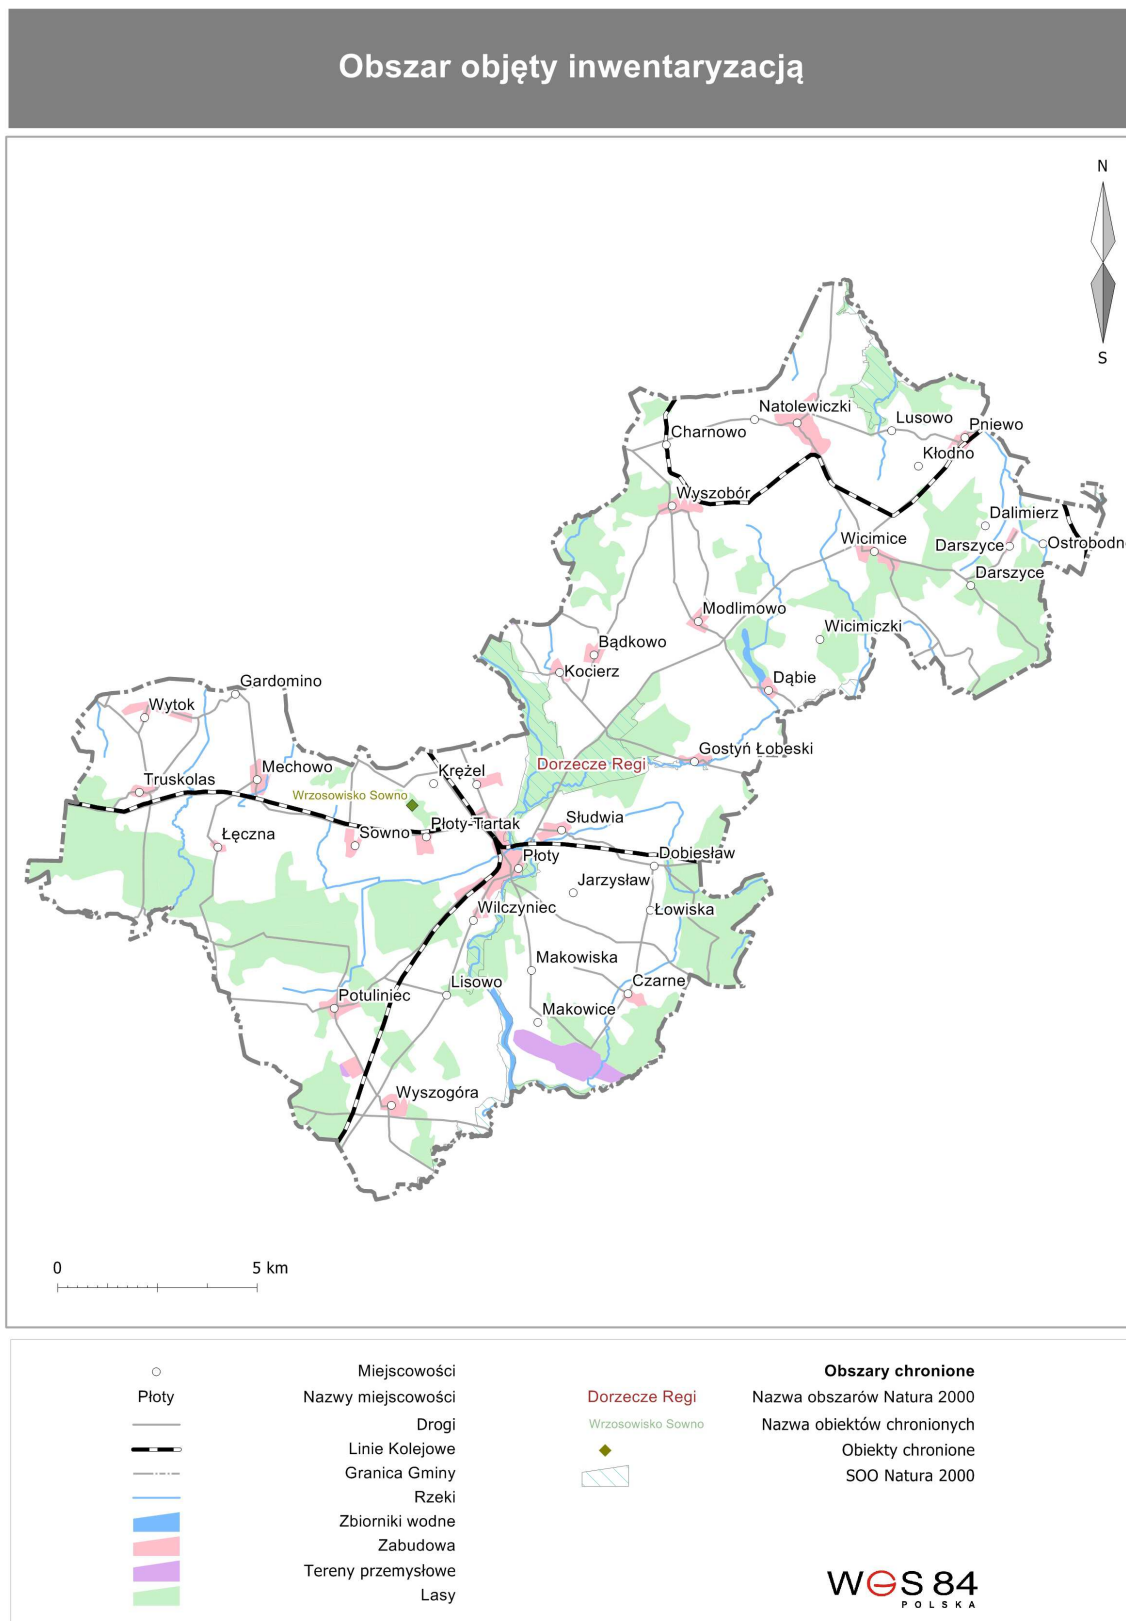 Obszar objęty inwentaryzacją
N
S
Natolewiczki
Lusowo
Pniewo
Charnowo
Kłodno
Wyszobór
Dalimierz
Wicimice
Darszyce
Ostrobodno
Darszyce
Modlimowo
Wicimiczki
Bądkowo
Kocierz
Dąbie
Gardomino
Wytok
Gostyń Łobeski
Dorzecze Regi
Mechowo
Krężel
Truskolas
Wrzosowisko Sowno
Płoty-Tartak
Słudwia
Łęczna
Sowno
Płoty
Dobiesław
Jarzysław
Wilczyniec
Łowiska
Makowiska
Lisowo
Czarne
Potuliniec
Makowice
Wyszogóra
0 5 km
Miejscowości
Płoty Nazwy miejscowości
Drogi
Linie Kolejowe
Granica Gminy
Rzeki
Zbiorniki wodne
Zabudowa
Tereny przemysłowe
Lasy
Obszary chronione
Dorzecze Regi Nazwa obszarów Natura 2000
Wrzosowisko Sowno Nazwa obiektów chronionych
Obiekty chronione
SOO Natura 2000
WGS 84
POLSKA